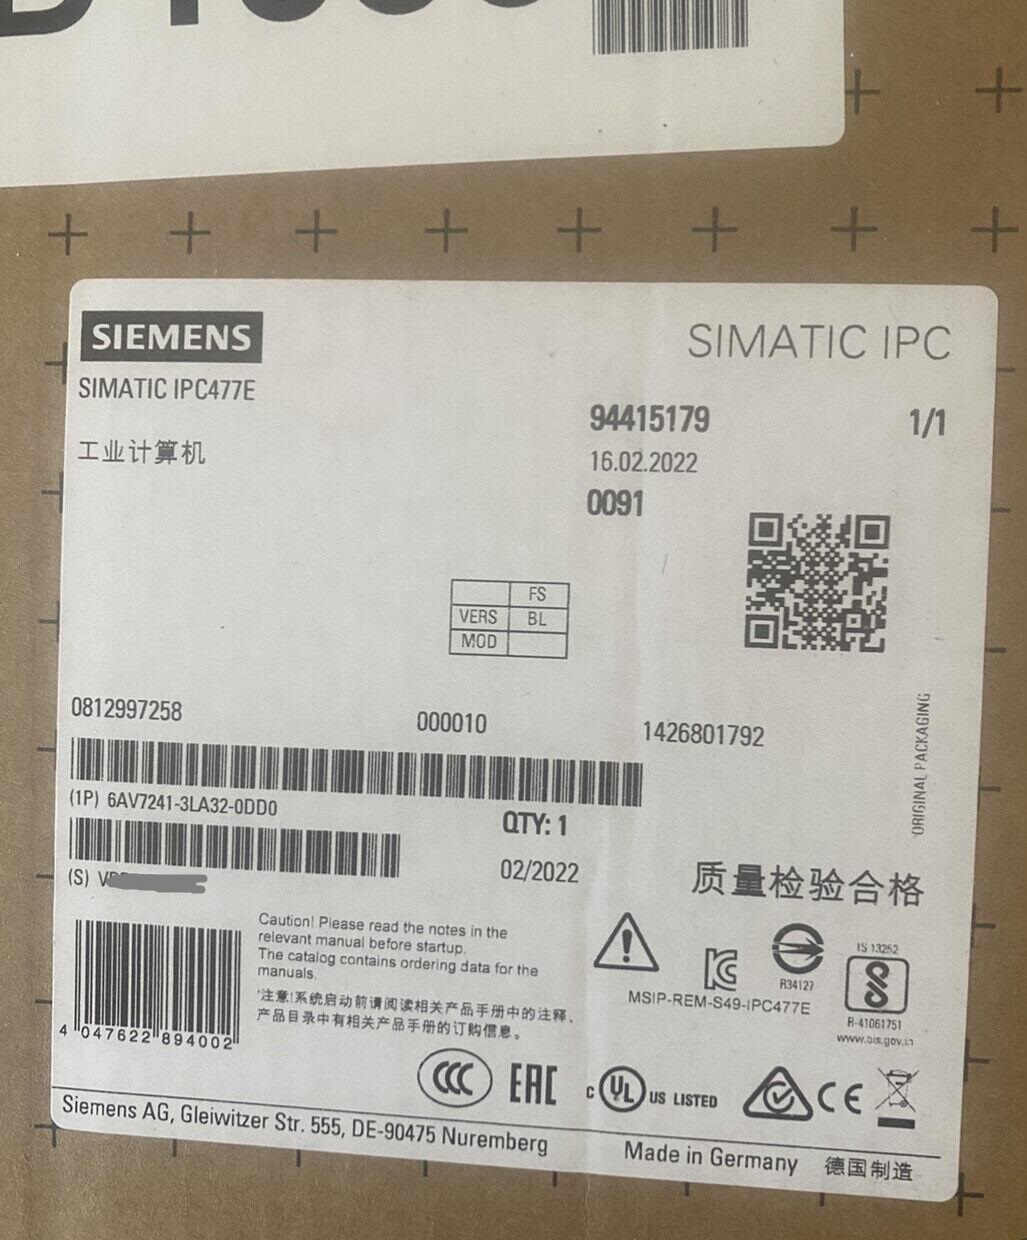 SIEMENS
SIMATIC IPC
SIMATIC IPC477E
94415179
1/1
工业计算机
16.02.2022
0091
FS
VERS BL
MOD
0812997258
000010
1426801792
ORIGINAL PACKAGING
(1P) 6AV7241-3LA32-0DD0
QTY: 1
(S)
02/2022
质量检验合格
Caution! Please read the notes in the
relevant manual before startup.
The catalog contains ordering data for the
manuals.
注意!系统启动前请阅读相关产品手册中的注释、
产品目录中有相关产品手册的订购信息。
R34127
IS 13252
MSIP-REM-S49-IPC477E
R-41061751
www.bis.gov.in
4 047622 894002
CCC
EAC
C UL US LISTED
CE
Siemens AG, Gleiwitzer Str. 555, DE-90475 Nuremberg
Made in Germany 德国制造